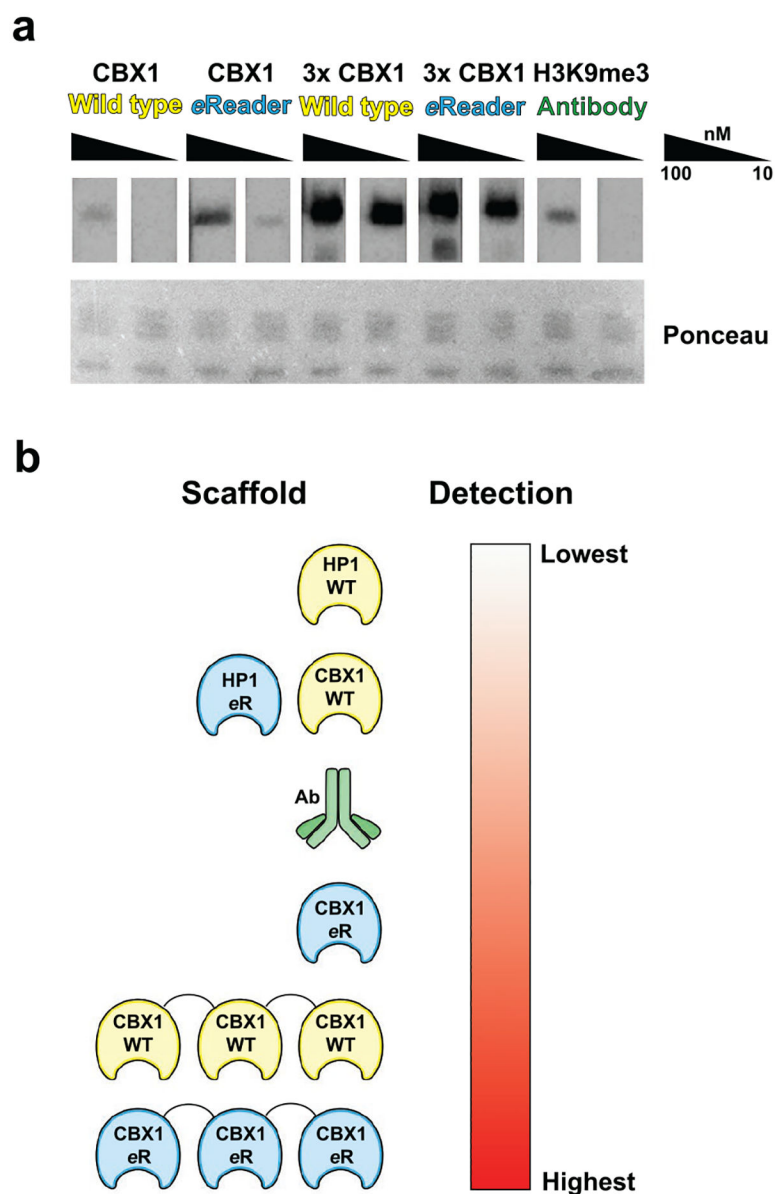 a
CBX1 CBX1 3x CBX1 3x CBX1 H3K9me3
Wild type eReader Wild type eReader Antibody
nM
100 10
Ponceau
b
Scaffold Detection
Lowest
HP1
WT
HP1
eR
CBX1
WT
Ab
CBX1
eR
CBX1
WT
CBX1
WT
CBX1
WT
CBX1
eR
CBX1
eR
CBX1
eR
Highest